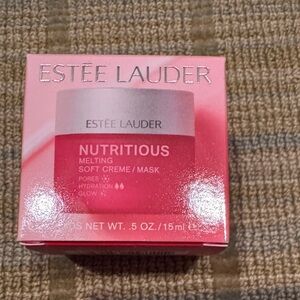 ESTĒE LAUDER
ESTĒE LAUDER
NUTRITIOUS
MELTING
SOFT CREME / MASK
PORES
HYDRATION
GLOW
NET WT. .5 OZ. / 15 ml e